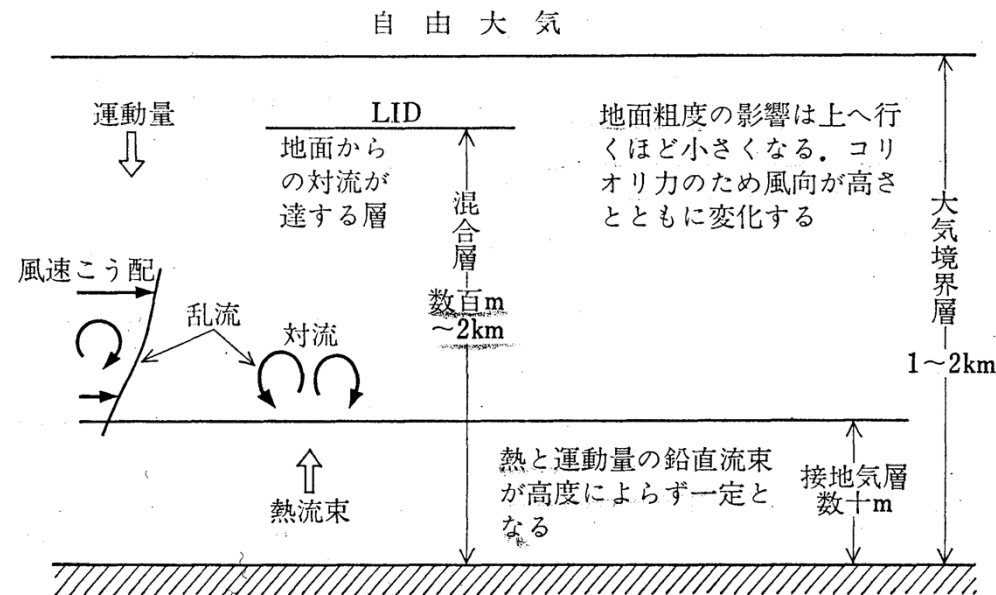 自由大気
運動量
LID
地面から
の対流が
達する層
地面粗度の影響は上へ行
くほど小さくなる．コリ
オリ力のため風向が高さ
とともに変化する
混合層
数百m
～2km
大気境界層
1～2km
風速こう配
乱流
対流
熱流束
熱と運動量の鉛直流束
が高度によらず一定と
なる
接地気層
数十m